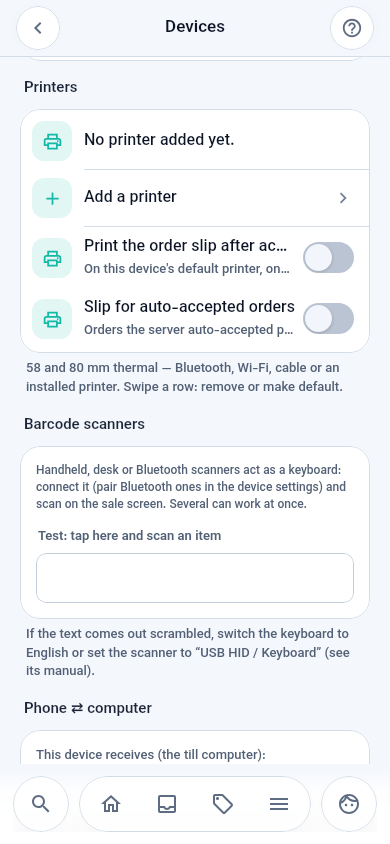 Devices
Printers
No printer added yet.
Add a printer
Print the order slip after ac...
On this device's default printer, on...
Slip for auto-accepted orders
Orders the server auto-accepted p...
58 and 80 mm thermal — Bluetooth, Wi-Fi, cable or an
installed printer. Swipe a row: remove or make default.
Barcode scanners
Handheld, desk or Bluetooth scanners act as a keyboard:
connect it (pair Bluetooth ones in the device settings) and
scan on the sale screen. Several can work at once.
Test: tap here and scan an item
If the text comes out scrambled, switch the keyboard to
English or set the scanner to “USB HID / Keyboard” (see
its manual).
Phone ⇄ computer
This device receives (the till computer):